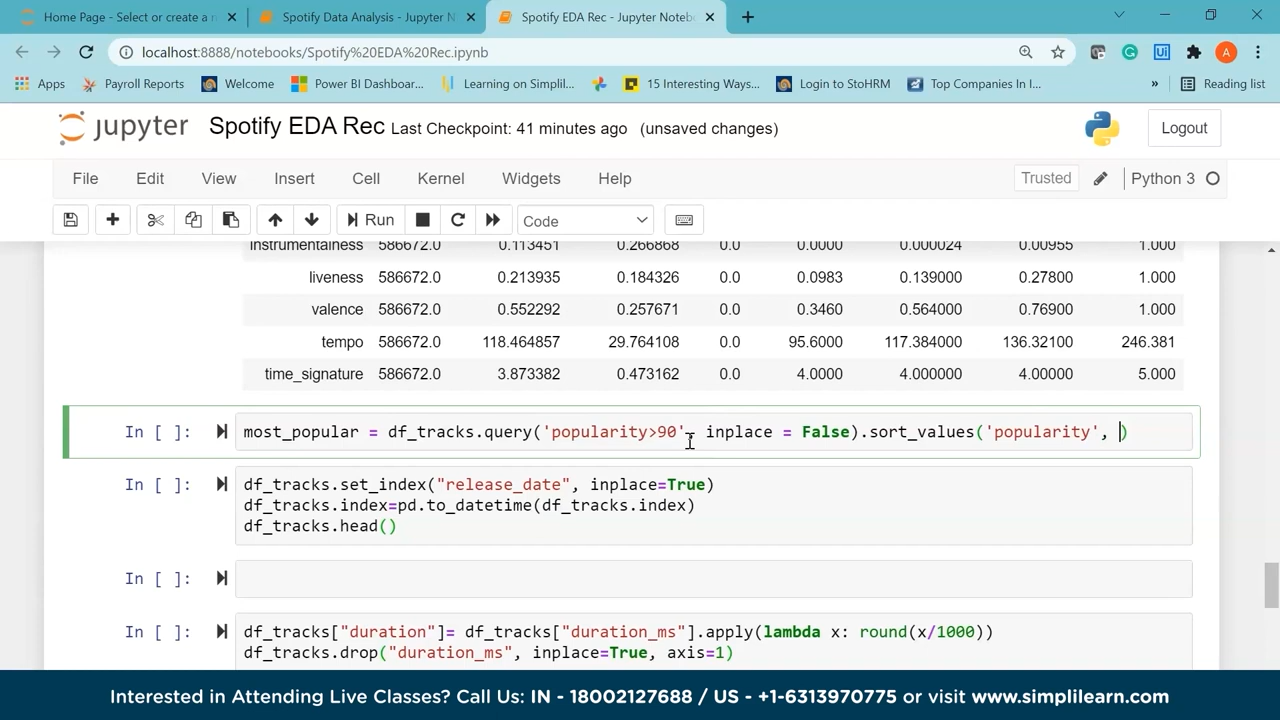 Home Page - Select or create a n
Spotify Data Analysis - Jupyter N
Spotify EDA Rec - Jupyter Notebo
localhost:8888/notebooks/Spotify%20EDA%20Rec.ipynb
A
Apps Payroll Reports Welcome Power BI Dashboar... Learning on Simplil... 15 Interesting Ways... Login to StoHRM Top Companies In I... » Reading list
jupyter Spotify EDA Rec Last Checkpoint: 41 minutes ago (unsaved changes) Logout
File Edit View Insert Cell Kernel Widgets Help Trusted Python 3
Run Code
instrumentalness 586672.0 0.113451 0.266868 0.0 0.0000 0.000024 0.00955 1.000
liveness 586672.0 0.213935 0.184326 0.0 0.0983 0.139000 0.27800 1.000
valence 586672.0 0.552292 0.257671 0.0 0.3460 0.564000 0.76900 1.000
tempo 586672.0 118.464857 29.764108 0.0 95.6000 117.384000 136.32100 246.381
time_signature 586672.0 3.873382 0.473162 0.0 4.0000 4.000000 4.00000 5.000
In [ ]: most_popular = df_tracks.query('popularity>90', inplace = False).sort_values('popularity', )
In [ ]: df_tracks.set_index("release_date", inplace=True)
df_tracks.index=pd.to_datetime(df_tracks.index)
df_tracks.head()
In [ ]:
In [ ]: df_tracks["duration"]= df_tracks["duration_ms"].apply(lambda x: round(x/1000))
df_tracks.drop("duration_ms", inplace=True, axis=1)
Interested in Attending Live Classes? Call Us: IN - 18002127688 / US - +1-6313970775 or visit www.simplilearn.com